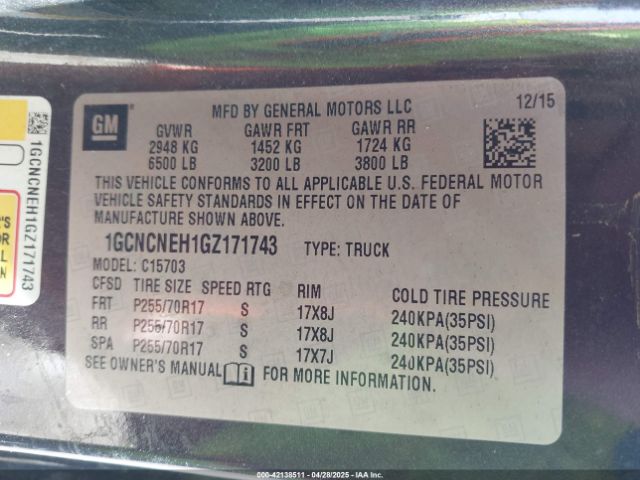 GM
MFD BY GENERAL MOTORS LLC 12/15
GVWR GAWR FRT GAWR RR
2948 KG 1452 KG 1724 KG
6500 LB 3200 LB 3800 LB
THIS VEHICLE CONFORMS TO ALL APPLICABLE U.S. FEDERAL MOTOR
VEHICLE SAFETY STANDARDS IN EFFECT ON THE DATE OF
MANUFACTURE SHOWN ABOVE.
1GCNCNEH1GZ171743 TYPE: TRUCK
MODEL: C15703
CFSD TIRE SIZE SPEED RTG RIM COLD TIRE PRESSURE
FRT P255/70R17 S 17X8J 240KPA(35PSI)
RR P255/70R17 S 17X8J 240KPA(35PSI)
SPA P255/70R17 S 17X7J 240KPA(35PSI)
SEE OWNER'S MANUAL i FOR MORE INFORMATION.
1GCNCNEH1GZ171743
000-42138511 - 04/28/2025 - IAAI, Inc.